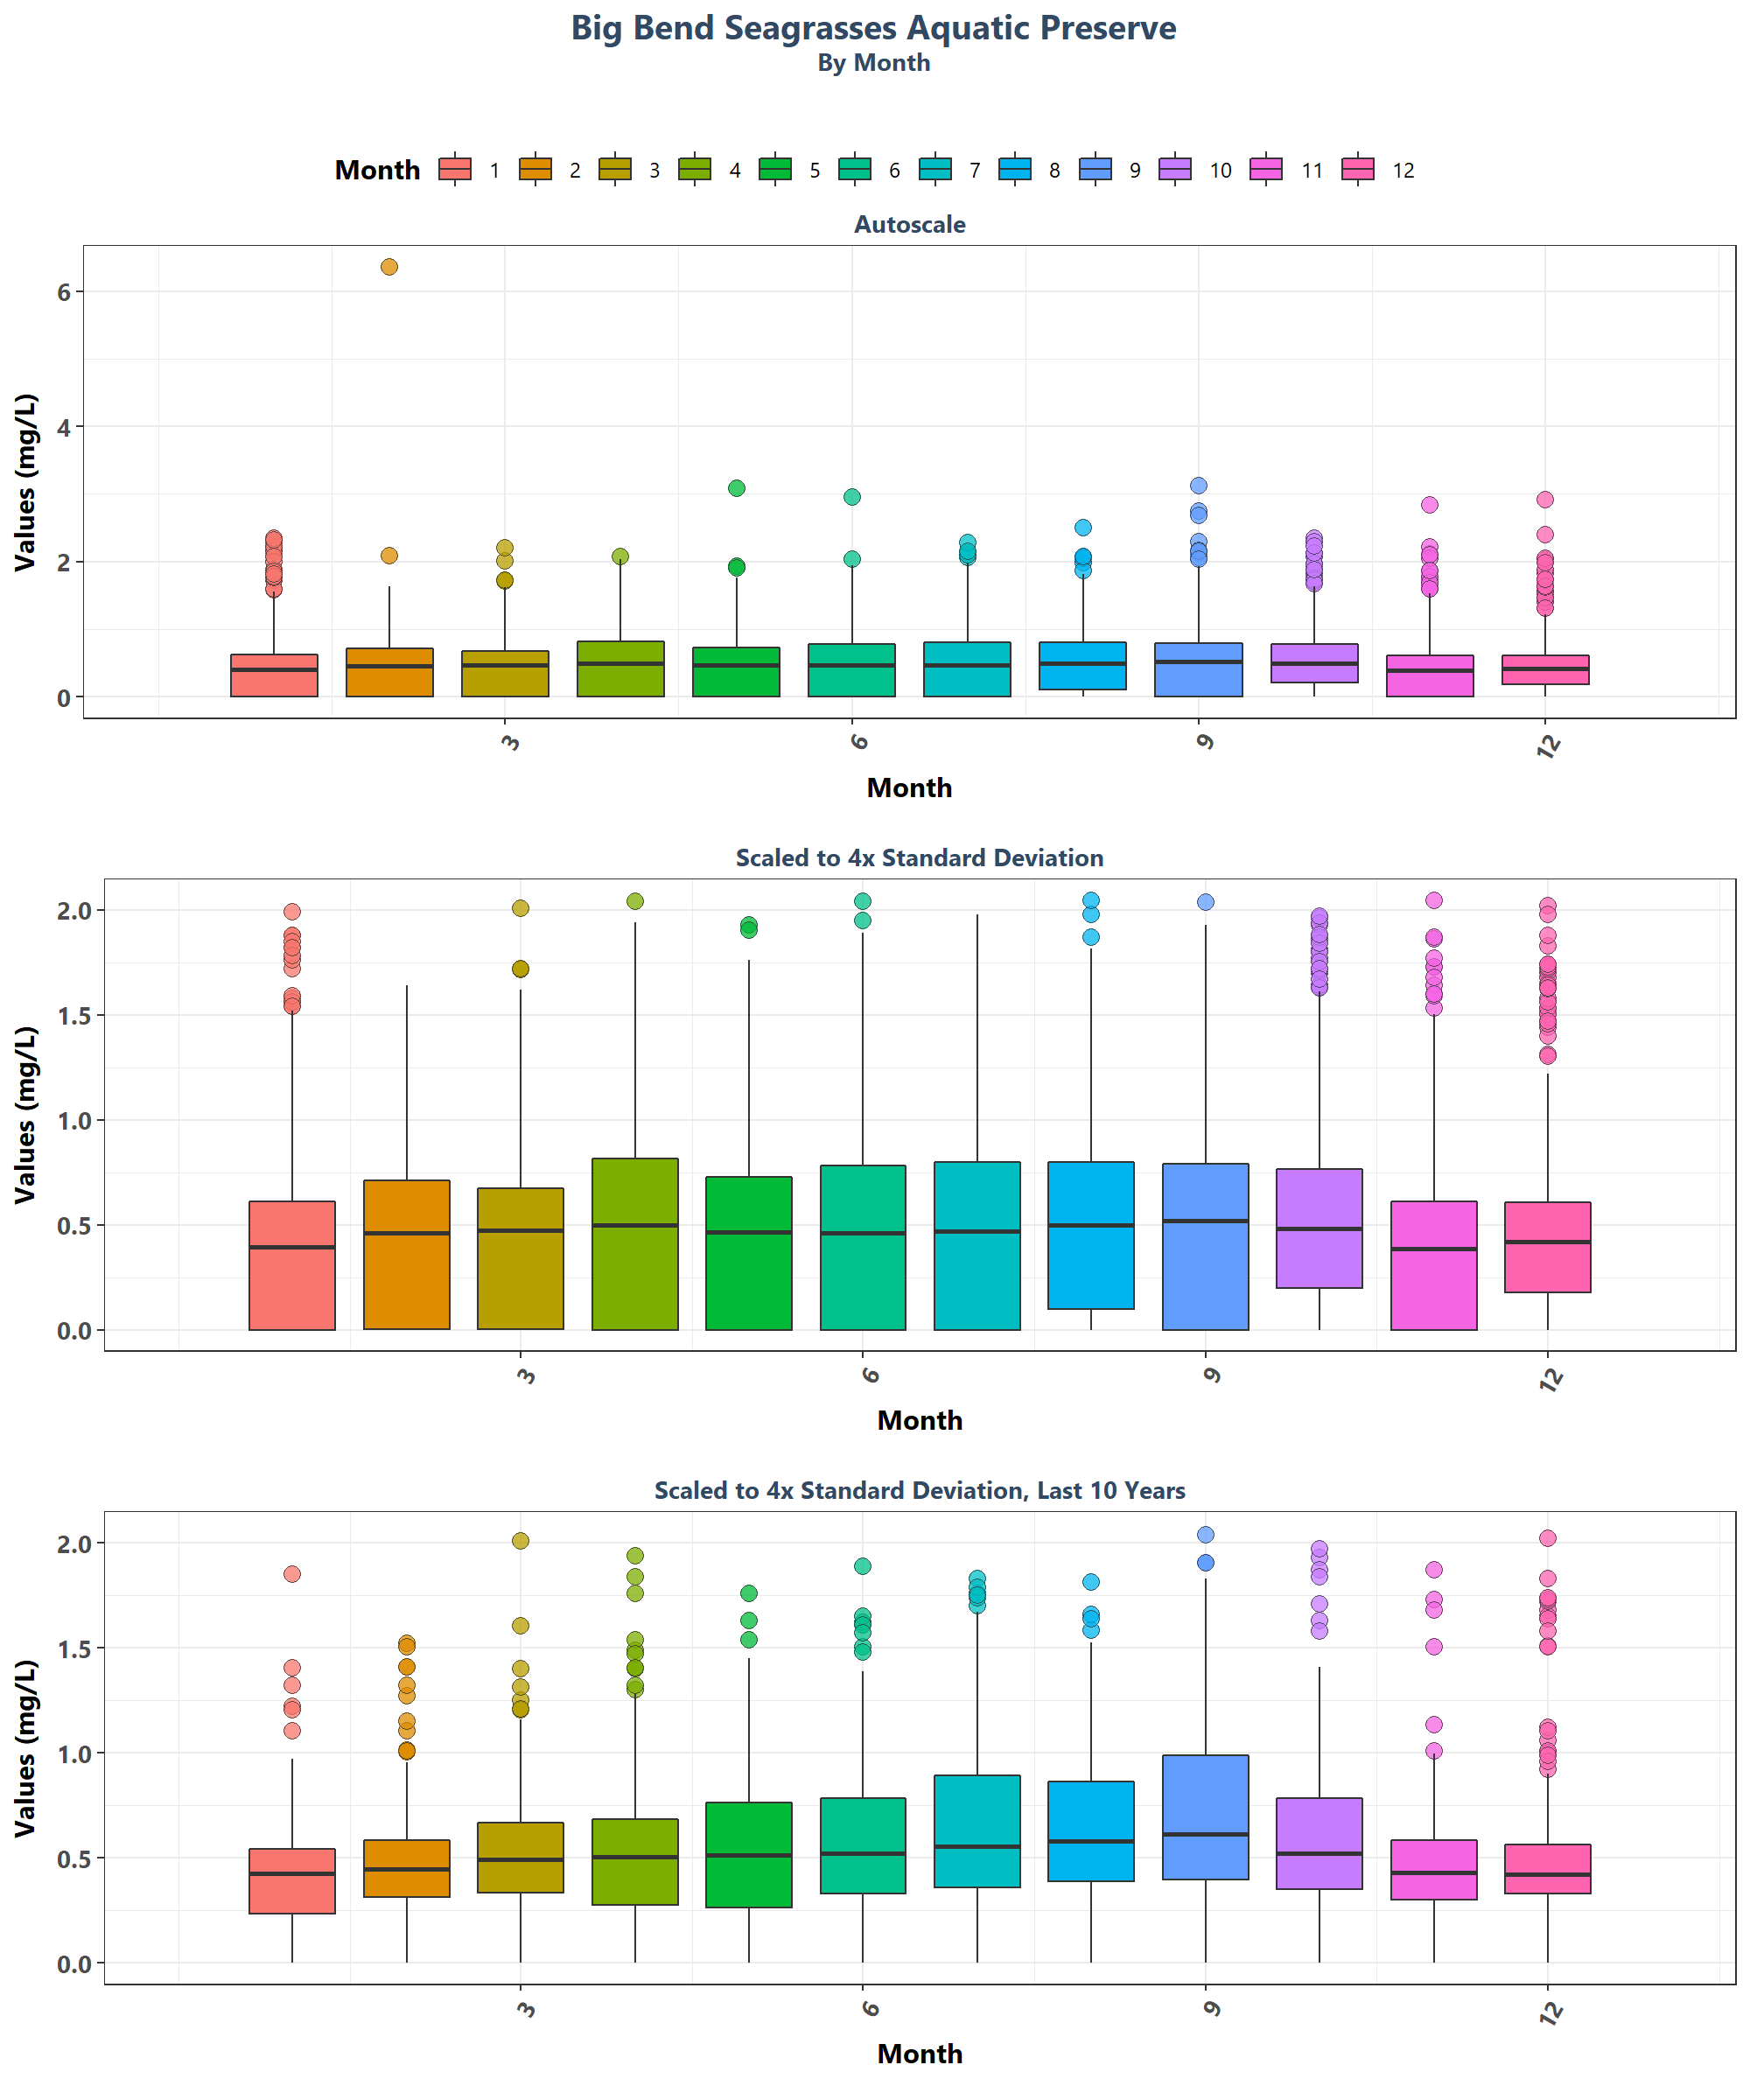 Big Bend Seagrasses Aquatic Preserve
By Month
Month 1 2 3 4 5 6 7 8 9 10 11 12
Autoscale
Values (mg/L)
6
4
2
0
3 6 9 12
Month
Scaled to 4x Standard Deviation
Values (mg/L)
2.0
1.5
1.0
0.5
0.0
3 6 9 12
Month
Scaled to 4x Standard Deviation, Last 10 Years
Values (mg/L)
2.0
1.5
1.0
0.5
0.0
3 6 9 12
Month